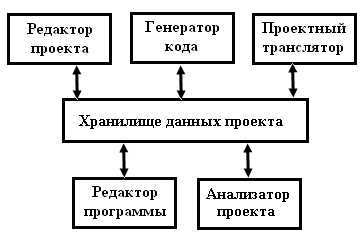 Редактор
проекта
Генератор
кода
Проектный
транслятор
Хранилище данных проекта
Редактор
программы
Анализатор
проекта